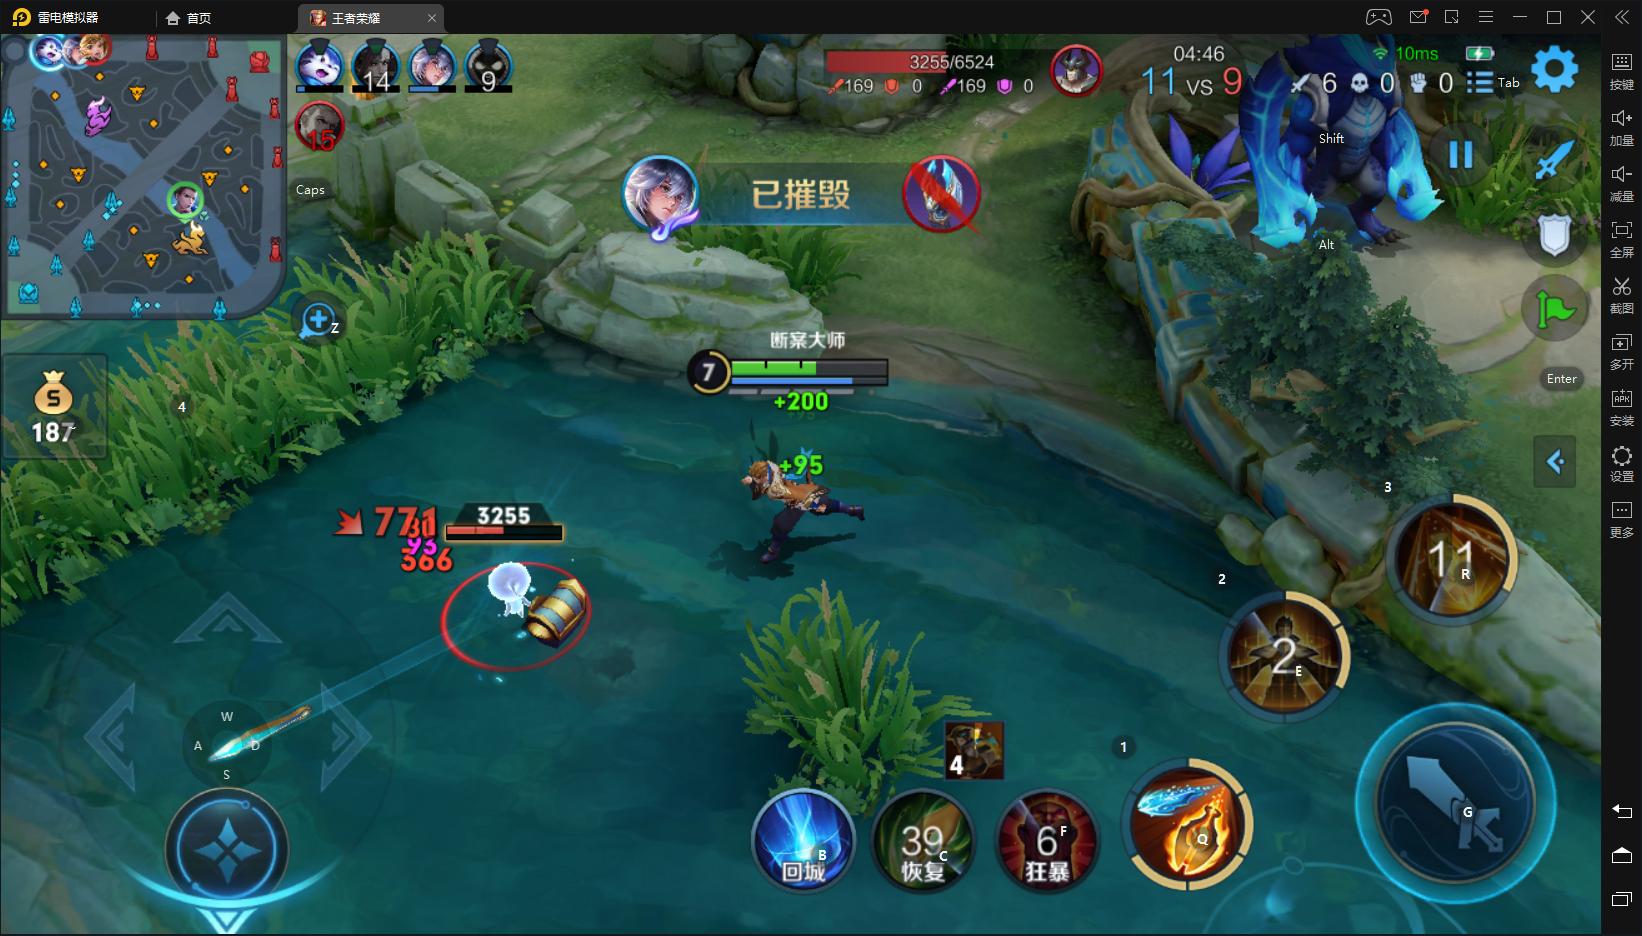 雷电模拟器
首页
王者荣耀
14
9
15
Caps
3255/6524
169 0 169 0
04:46
11 vs 9
10ms
6 0 0
Tab
Shift
Alt
Enter
已摧毁
Z
187
4
断案大师
7
+200
+95
771
93
366
3255
W
A D
S
3
11
R
2
2
E
1
4
回城
B
39
恢复
C
6
狂暴
F
Q
G
按键
加量
减量
全屏
截图
多开
APK
安装
设置
更多